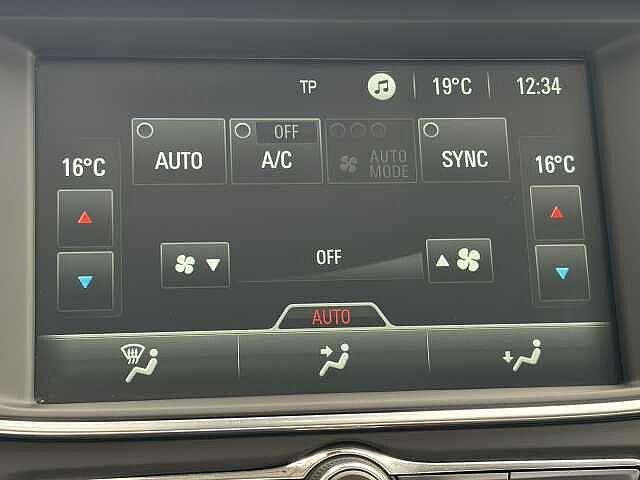 TP 19°C 12:34
OFF
16°C AUTO A/C AUTO MODE SYNC 16°C
OFF
AUTO